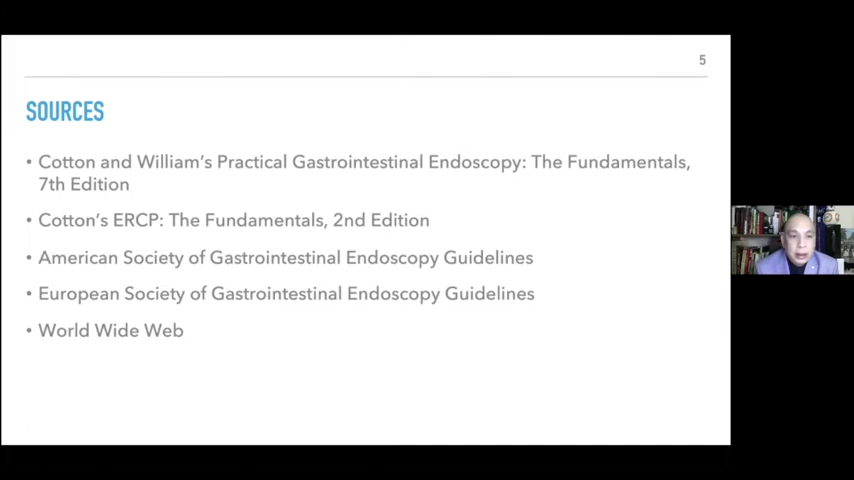 5
SOURCES
• Cotton and William's Practical Gastrointestinal Endoscopy: The Fundamentals,
7th Edition
• Cotton's ERCP: The Fundamentals, 2nd Edition
• American Society of Gastrointestinal Endoscopy Guidelines
• European Society of Gastrointestinal Endoscopy Guidelines
• World Wide Web